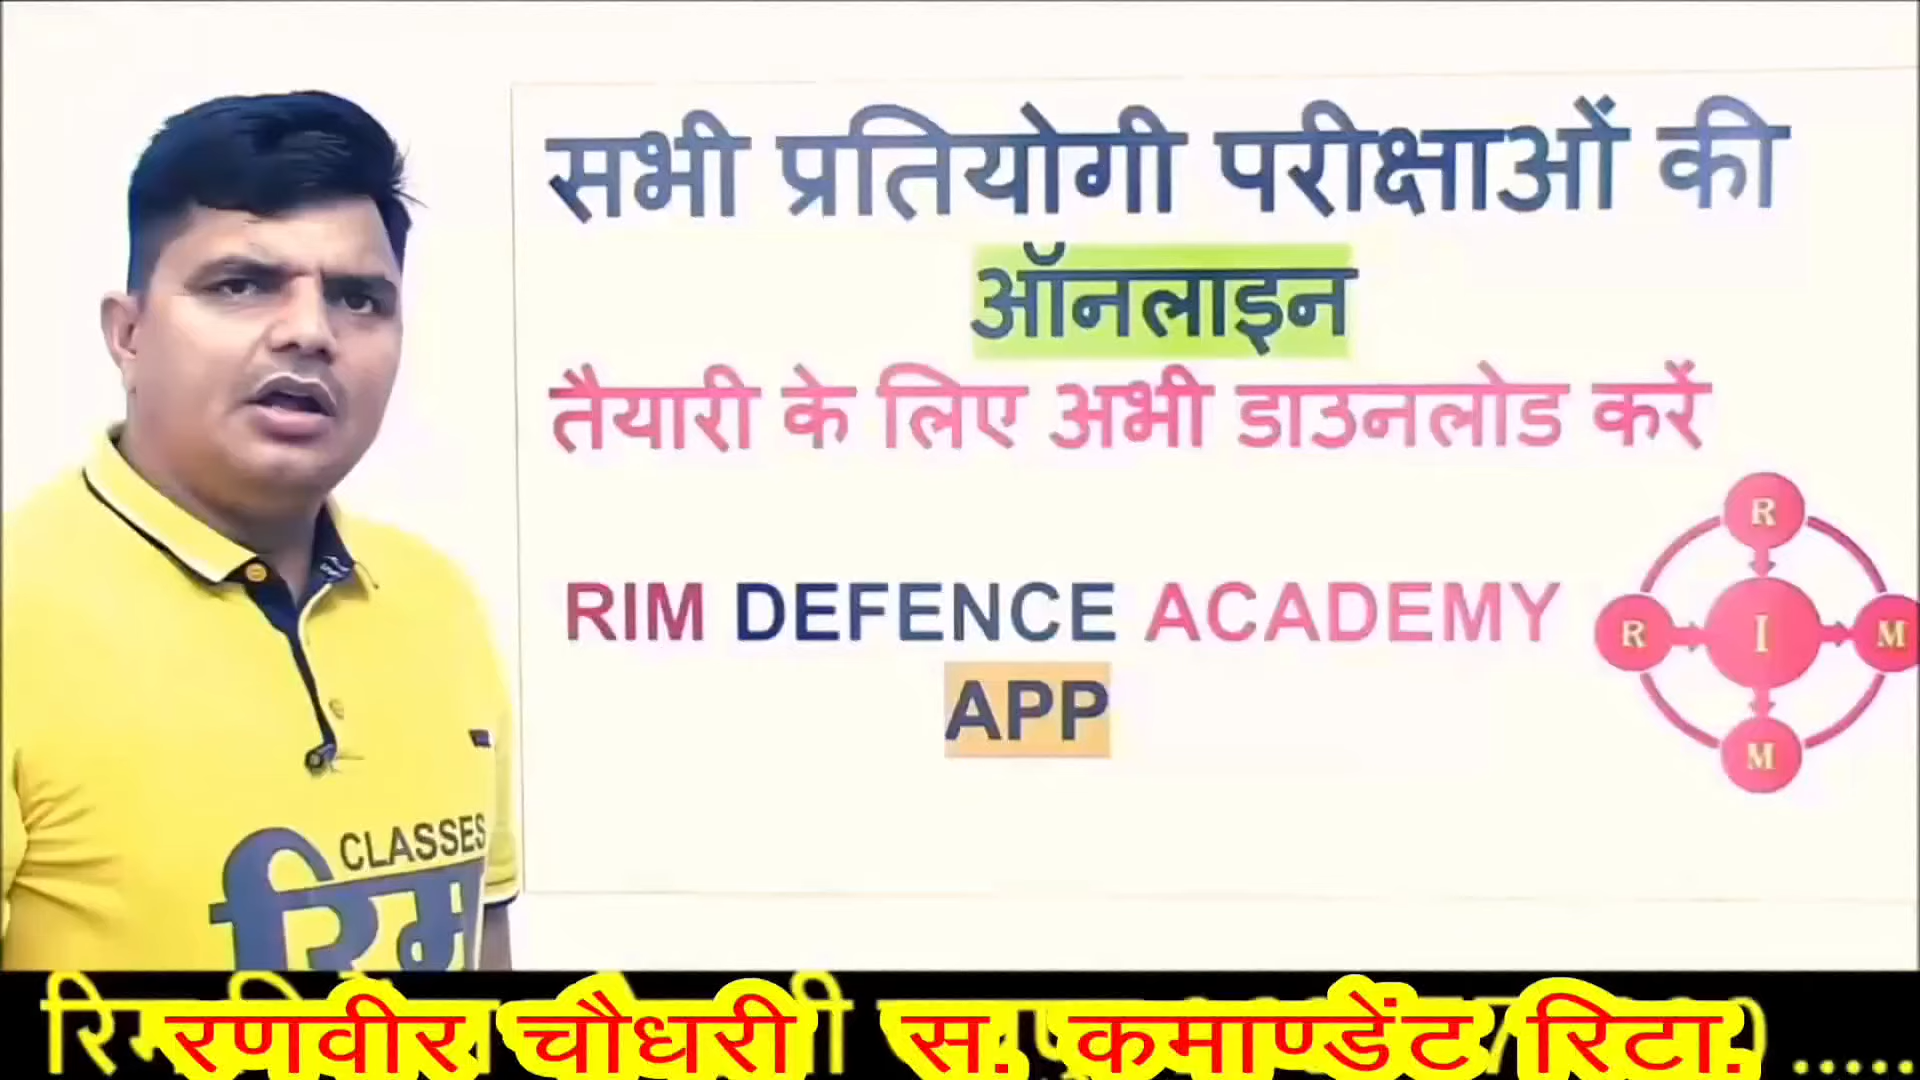 सभी प्रतियोगी परीक्षाओं की
ऑनलाइन
तैयारी के लिए अभी डाउनलोड करें
R
RIM DEFENCE ACADEMY
R I M
APP
M
CLASSES
रिम
रणवीर चौधरी स. कमाण्डेंट रिटा.